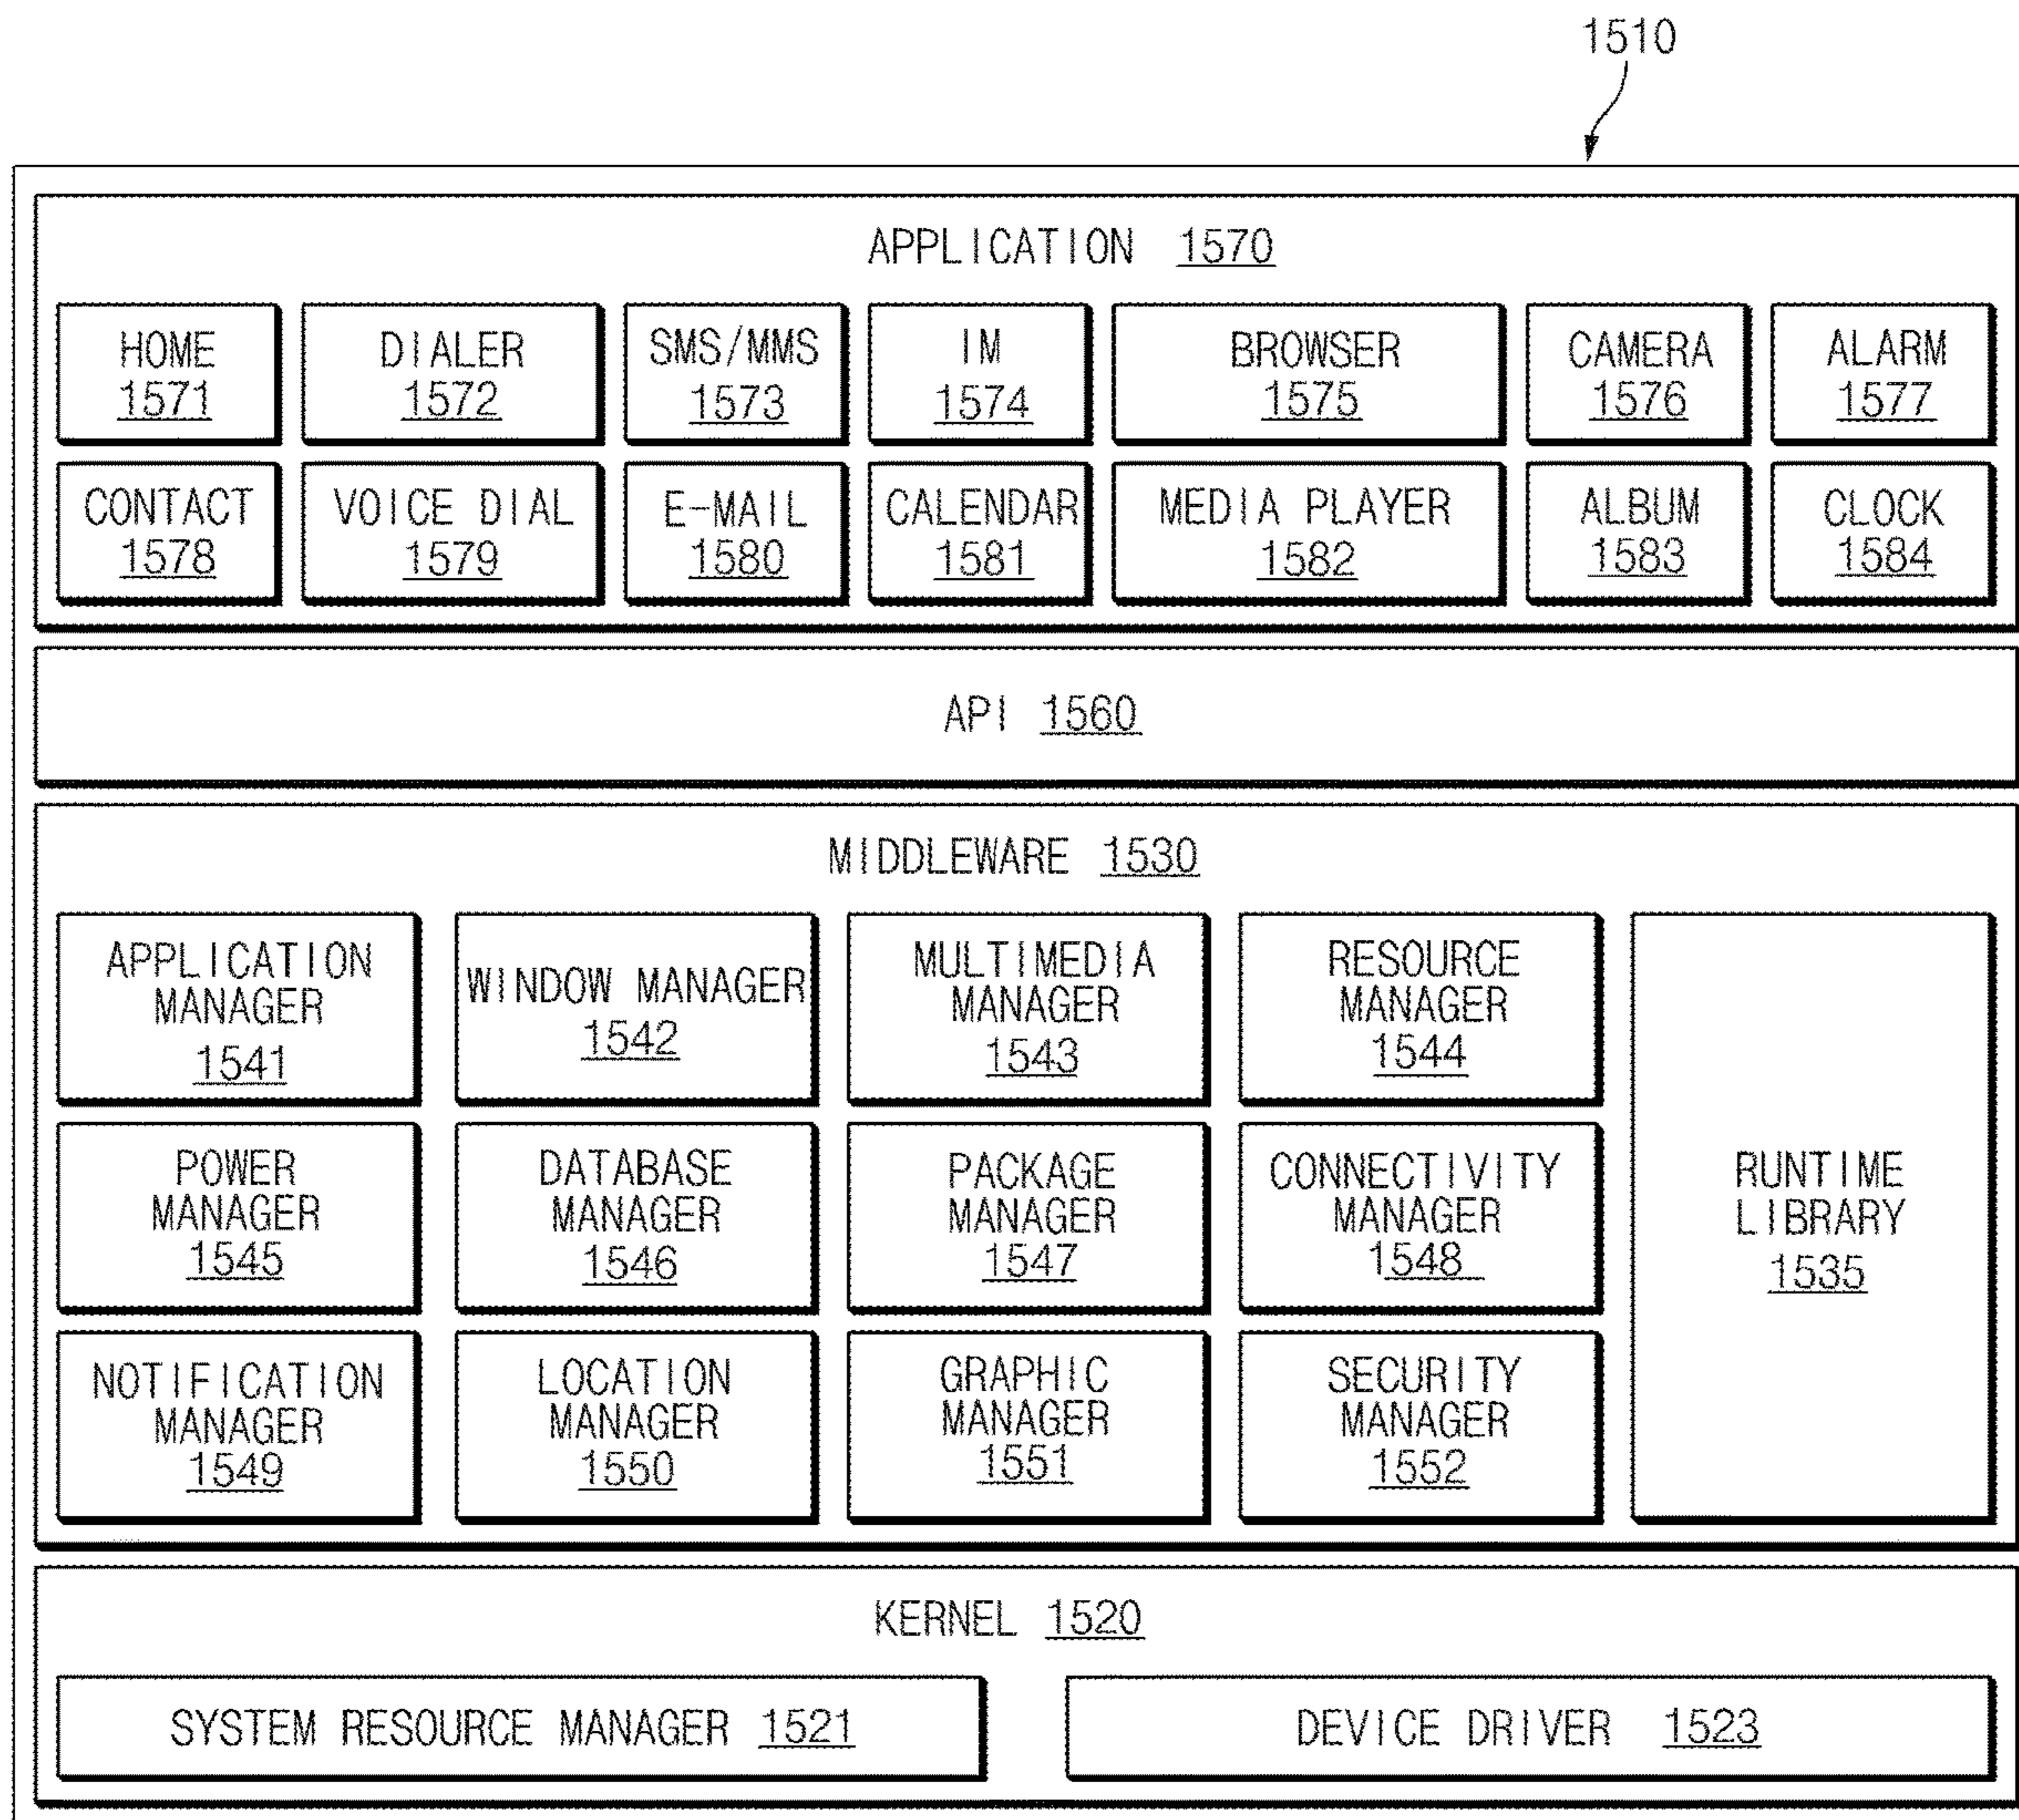 1510
APPLICATION 1570
HOME
1571
DIALER
1572
SMS/MMS
1573
IM
1574
BROWSER
1575
CAMERA
1576
ALARM
1577
CONTACT
1578
VOICE DIAL
1579
E-MAIL
1580
CALENDAR
1581
MEDIA PLAYER
1582
ALBUM
1583
CLOCK
1584
API 1560
MIDDLEWARE 1530
APPLICATION
MANAGER
1541
WINDOW MANAGER
1542
MULTIMEDIA
MANAGER
1543
RESOURCE
MANAGER
1544
POWER
MANAGER
1545
DATABASE
MANAGER
1546
PACKAGE
MANAGER
1547
CONNECTIVITY
MANAGER
1548
NOTIFICATION
MANAGER
1549
LOCATION
MANAGER
1550
GRAPHIC
MANAGER
1551
SECURITY
MANAGER
1552
RUNTIME
LIBRARY
1535
KERNEL 1520
SYSTEM RESOURCE MANAGER 1521
DEVICE DRIVER 1523